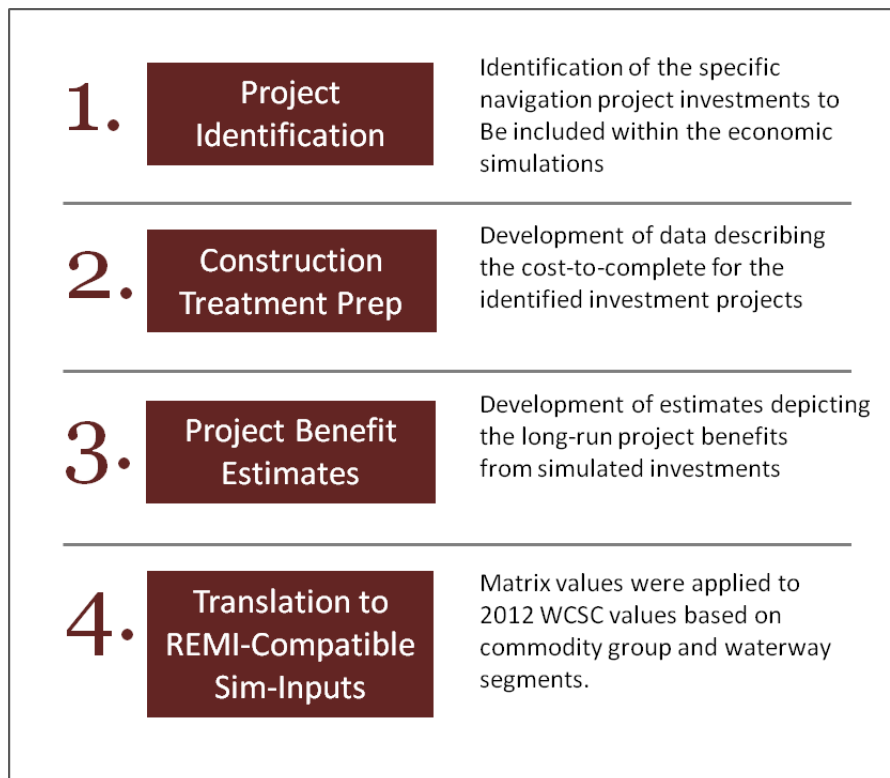 1.
Project
Identification
Identification of the specific
navigation project investments to
Be included within the economic
simulations
2.
Construction
Treatment Prep
Development of data describing
the cost-to-complete for the
identified investment projects
3.
Project Benefit
Estimates
Development of estimates depicting
the long-run project benefits
from simulated investments
4.
Translation to
REMI-Compatible
Sim-Inputs
Matrix values were applied to
2012 WCSC values based on
commodity group and waterway
segments.